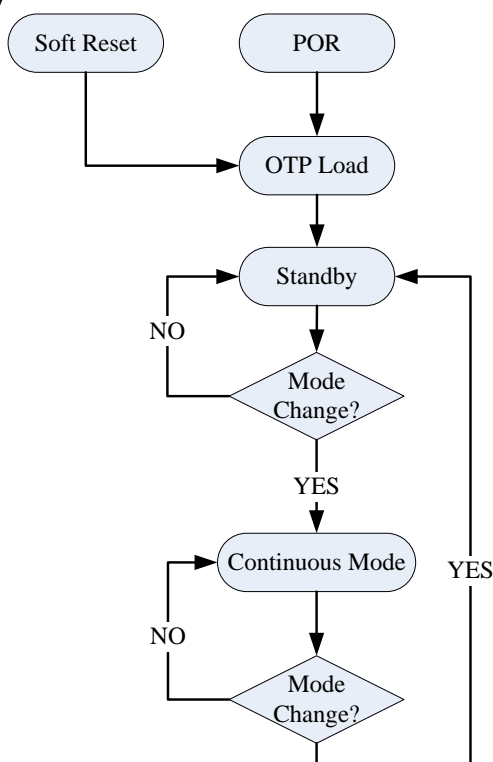 Soft Reset
POR
OTP Load
Standby
NO
Mode
Change?
YES
Continuous Mode
YES
NO
Mode
Change?